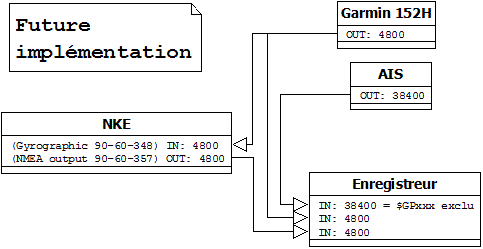 Future
implémentation
Garmin 152H
OUT: 4800
AIS
OUT: 38400
NKE
(Gyrographic 90-60-348) IN: 4800
(NMEA output 90-60-357) OUT: 4800
Enregistreur
IN: 38400 = $GPxxx exclu
IN: 4800
IN: 4800